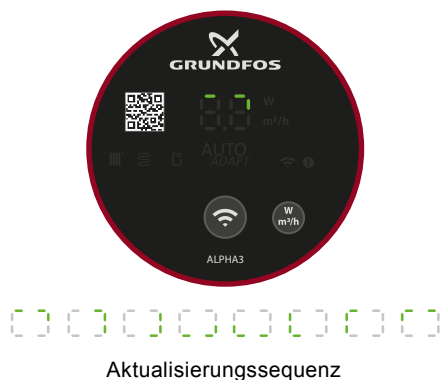 GRUNDFOS
W
m³/h
AUTO
ADAPT
W
m³/h
ALPHA3
Aktualisierungssequenz